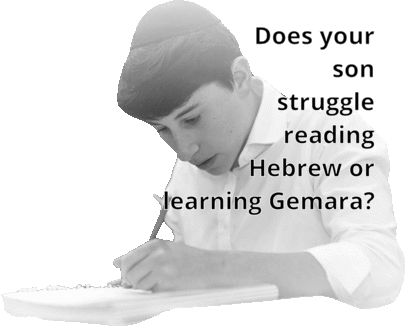 Does your
son
struggle
reading
Hebrew or
learning Gemara?